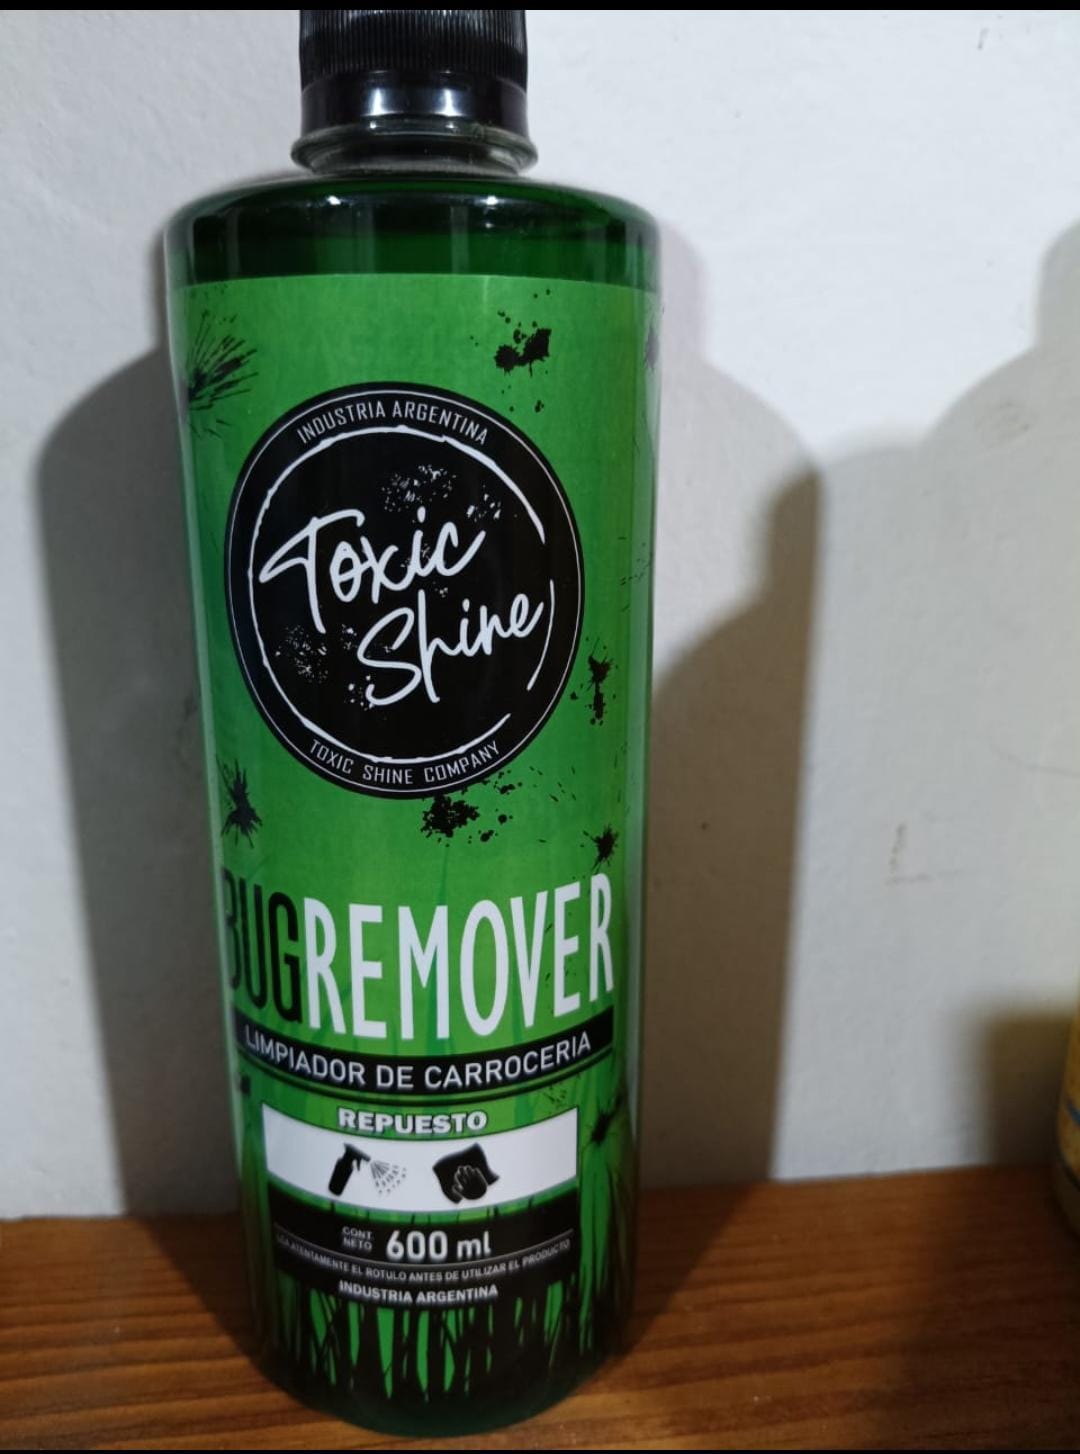 INDUSTRIA ARGENTINA
Toxic
Shine
TOXIC SHINE COMPANY
BUGREMOVER
LIMPIADOR DE CARROCERIA
REPUESTO
CONT.
NETO 600 ml
LEA ATENTAMENTE EL ROTULO ANTES DE UTILIZAR EL PRODUCTO
INDUSTRIA ARGENTINA